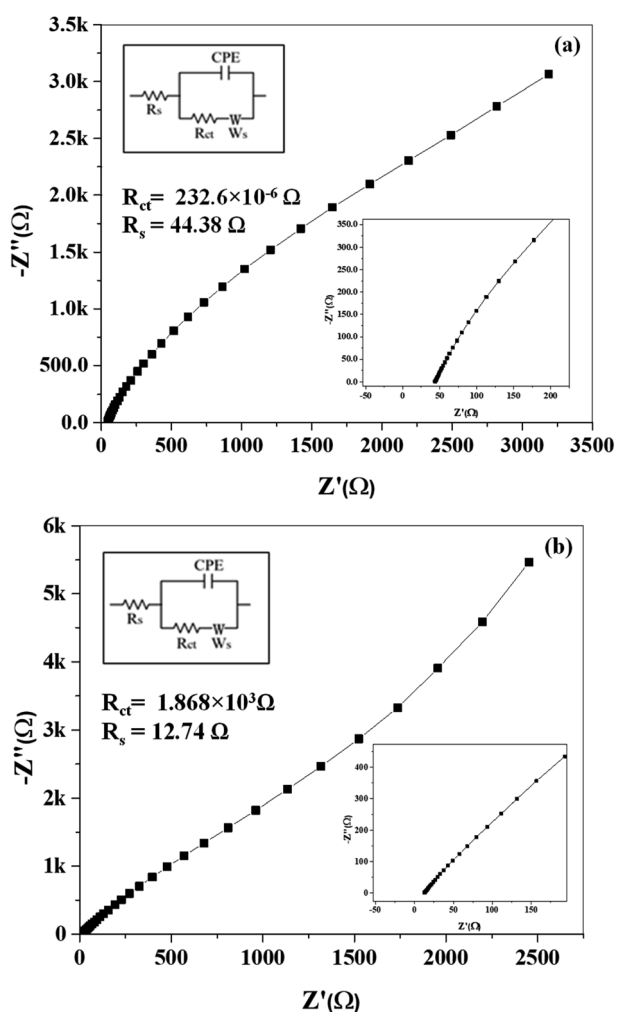 (a)
3.5k
3.0k
2.5k
2.0k
1.5k
1.0k
500.0
0.0
-Z''(Ω)
CPE
Rs
Rct Ws
Rct= 232.6×10⁻⁶ Ω
Rs = 44.38 Ω
350.0
300.0
250.0
200.0
150.0
100.0
50.0
0.0
-Z''(Ω)
-50 0 50 100 150 200
Z'(Ω)
0 500 1000 1500 2000 2500 3000 3500
Z'(Ω)
(b)
6k
5k
4k
3k
2k
1k
0
-Z''(Ω)
CPE
Rs
Rct Ws
Rct= 1.868×10³Ω
Rs = 12.74 Ω
400
300
200
100
0
-Z''(Ω)
-50 0 50 100 150
Z'(Ω)
0 500 1000 1500 2000 2500
Z'(Ω)